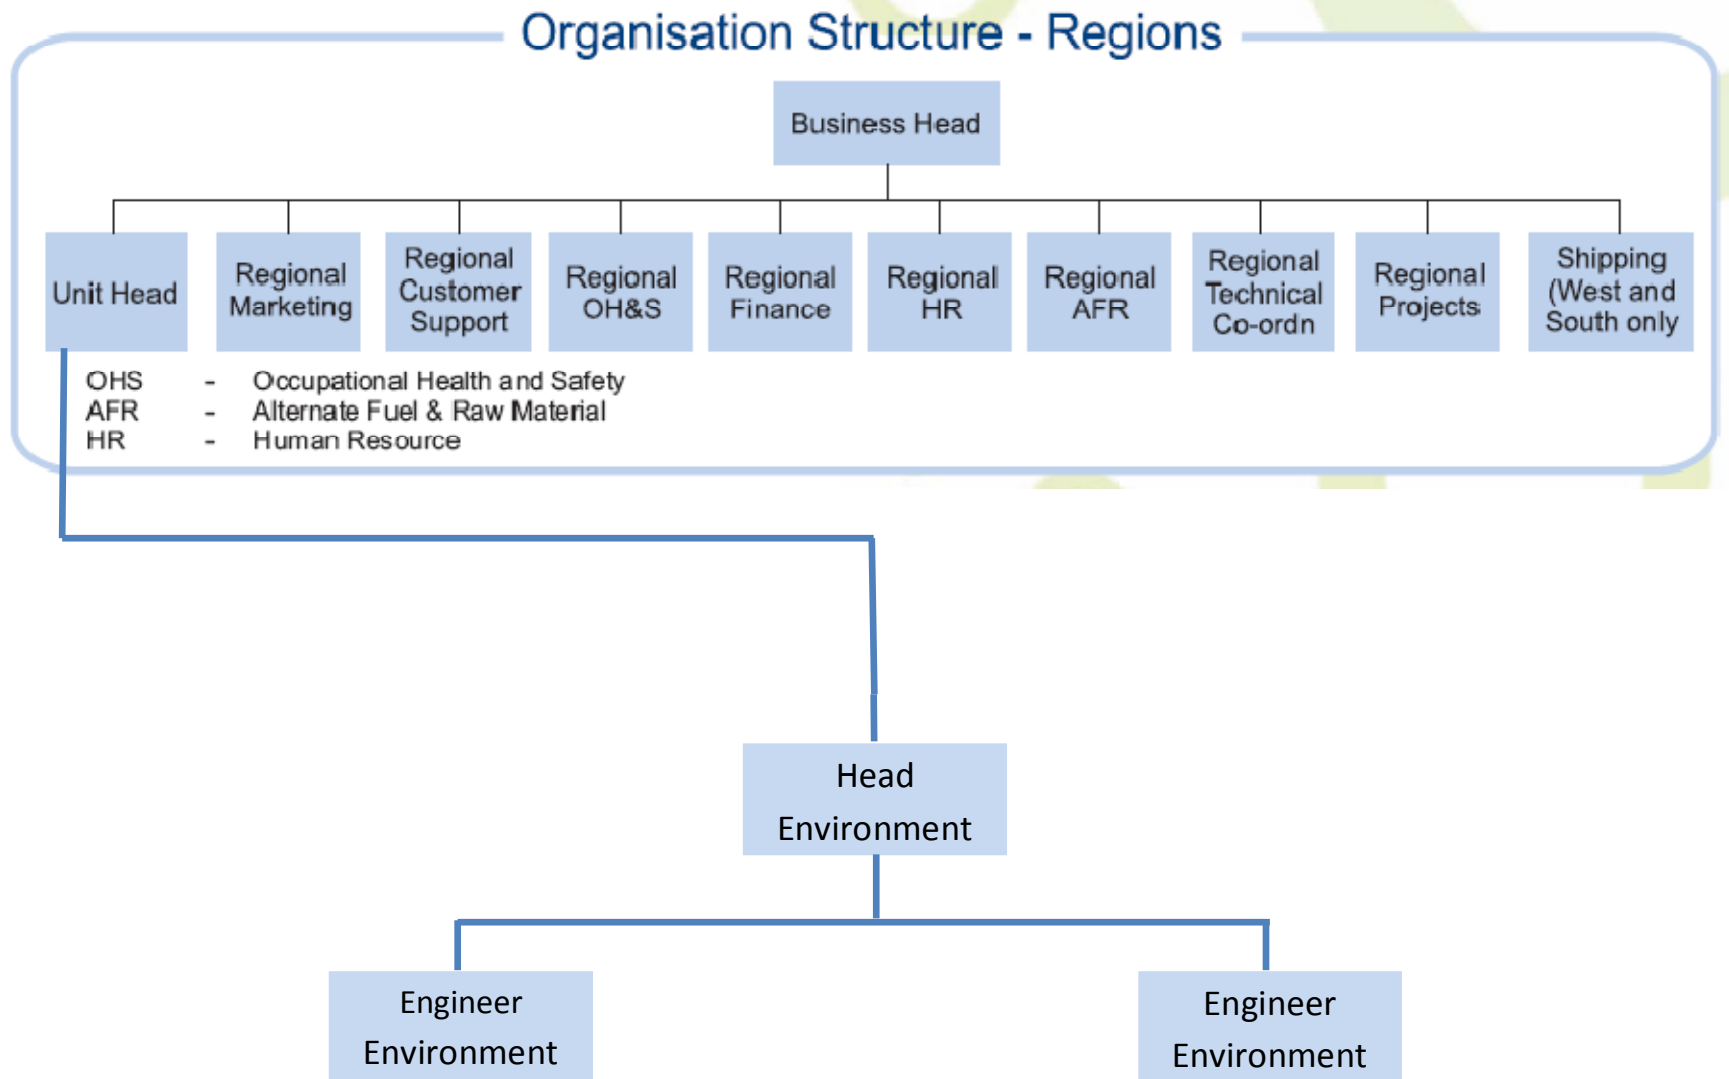 Organisation Structure - Regions
Business Head
Unit Head
Regional
Marketing
Regional
Customer
Support
Regional
OH&S
Regional
Finance
Regional
HR
Regional
AFR
Regional
Technical
Co-ordn
Regional
Projects
Shipping
(West and
South only
OHS - Occupational Health and Safety
AFR - Alternate Fuel & Raw Material
HR - Human Resource
Head
Environment
Engineer
Environment
Engineer
Environment